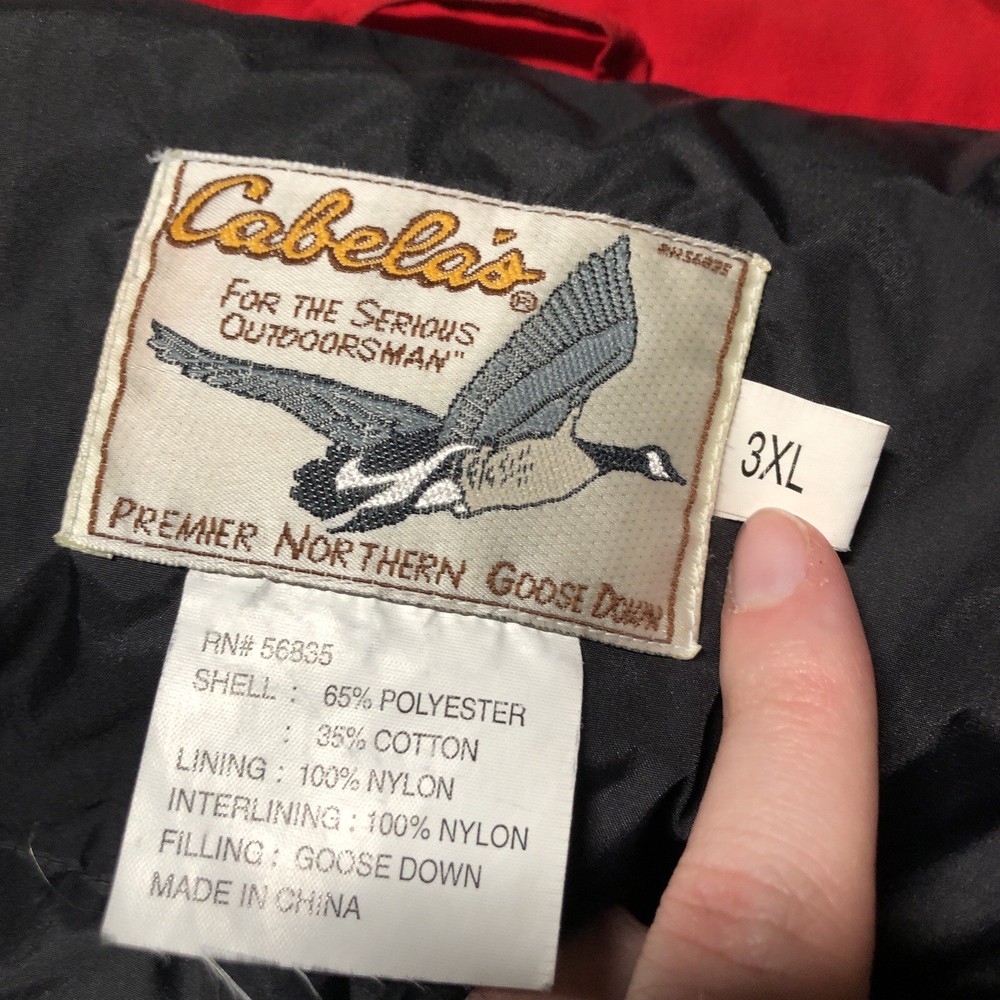 Cabela's®
RN56835
FOR THE SERIOUS
OUTDOORSMAN"
PREMIER NORTHERN GOOSE DOWN
3XL
RN# 56835
SHELL : 65% POLYESTER
: 35% COTTON
LINING : 100% NYLON
INTERLINING : 100% NYLON
FILLING : GOOSE DOWN
MADE IN CHINA